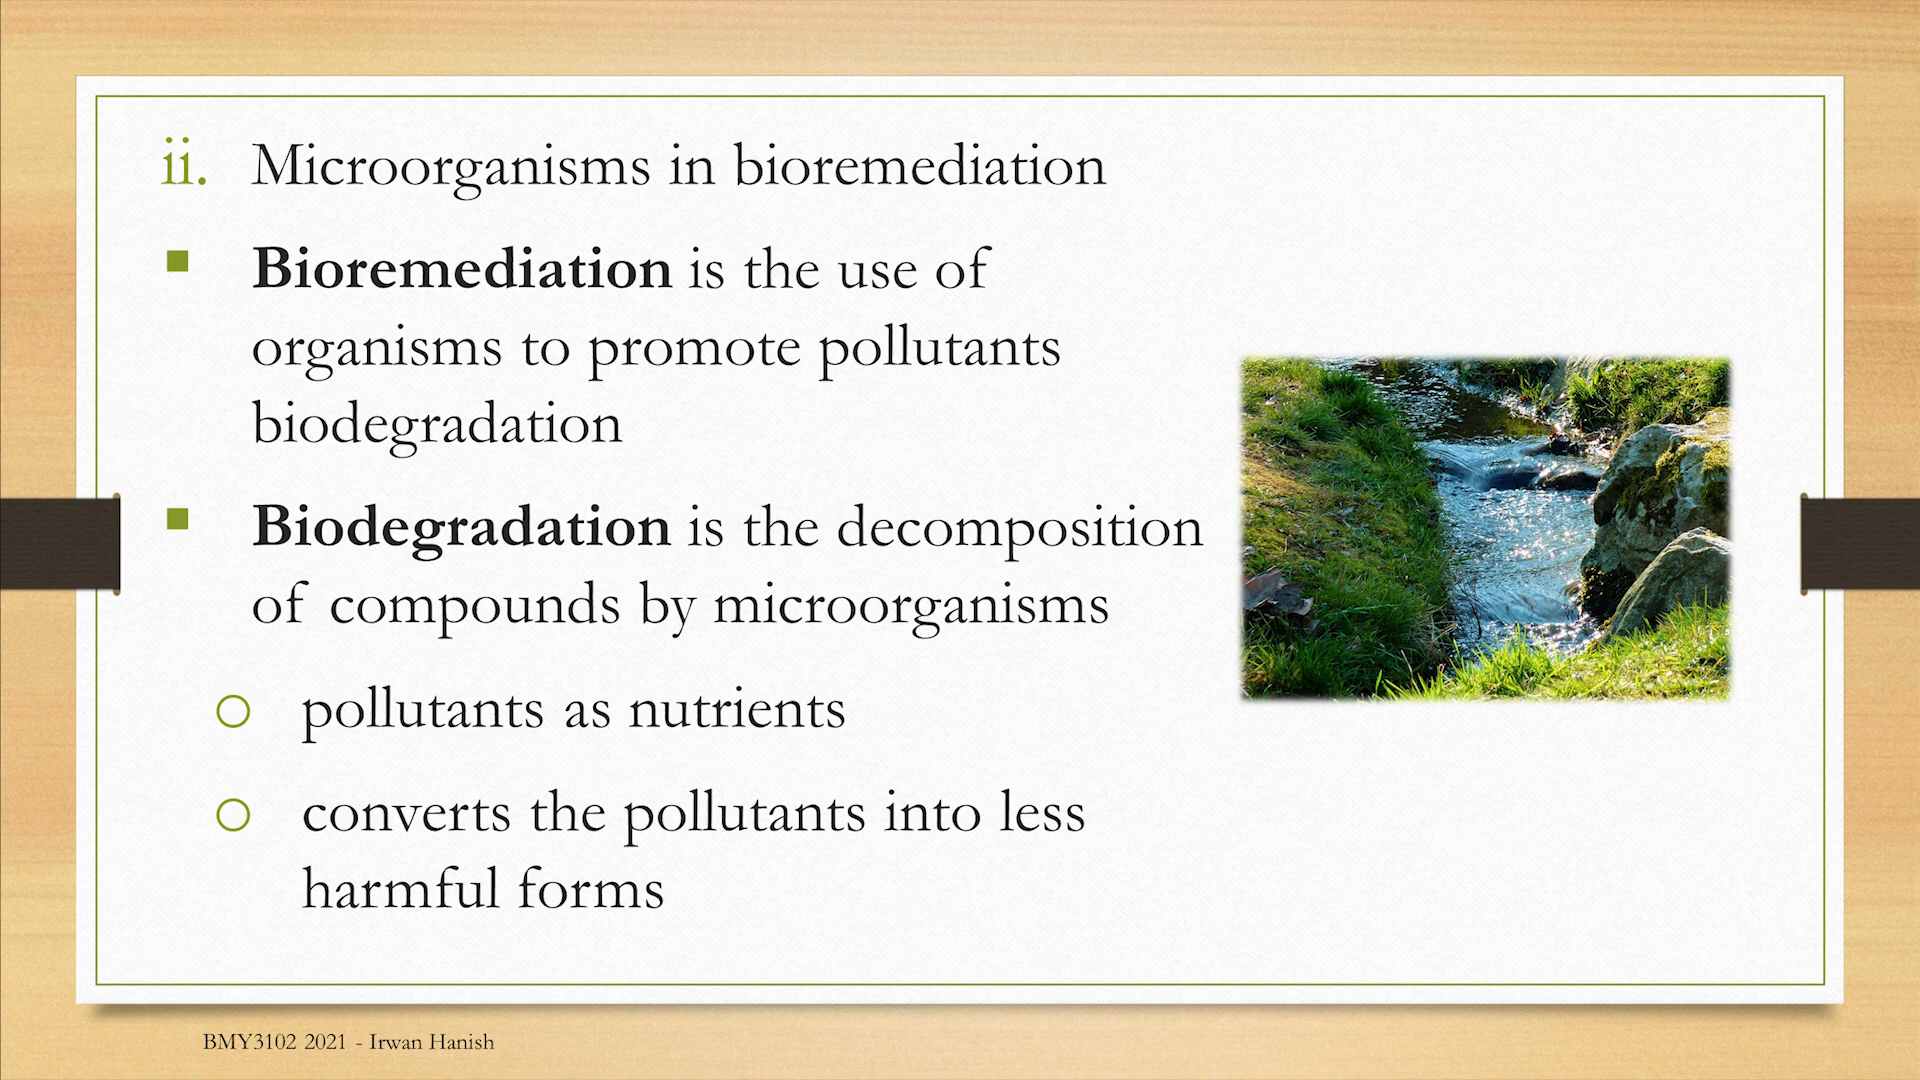 ii. Microorganisms in bioremediation
Bioremediation is the use of
organisms to promote pollutants
biodegradation
Biodegradation is the decomposition
of compounds by microorganisms
pollutants as nutrients
converts the pollutants into less
harmful forms
BMY3102 2021 - Irwan Hanish